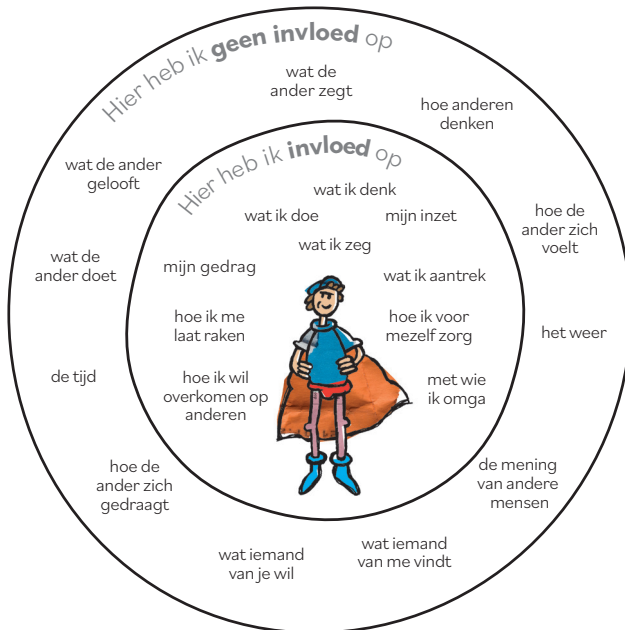 Hier heb ik geen invloed op
wat de
ander zegt
hoe anderen
denken
wat de ander
gelooft
hoe de
ander zich
voelt
wat de
ander doet
het weer
de tijd
hoe de
ander zich
gedraagt
de mening
van andere
mensen
wat iemand
van je wil
wat iemand
van me vindt
Hier heb ik invloed op
wat ik denk
wat ik doe
mijn inzet
wat ik zeg
mijn gedrag
wat ik aantrek
hoe ik me
laat raken
hoe ik voor
mezelf zorg
hoe ik wil
overkomen op
anderen
met wie
ik omga